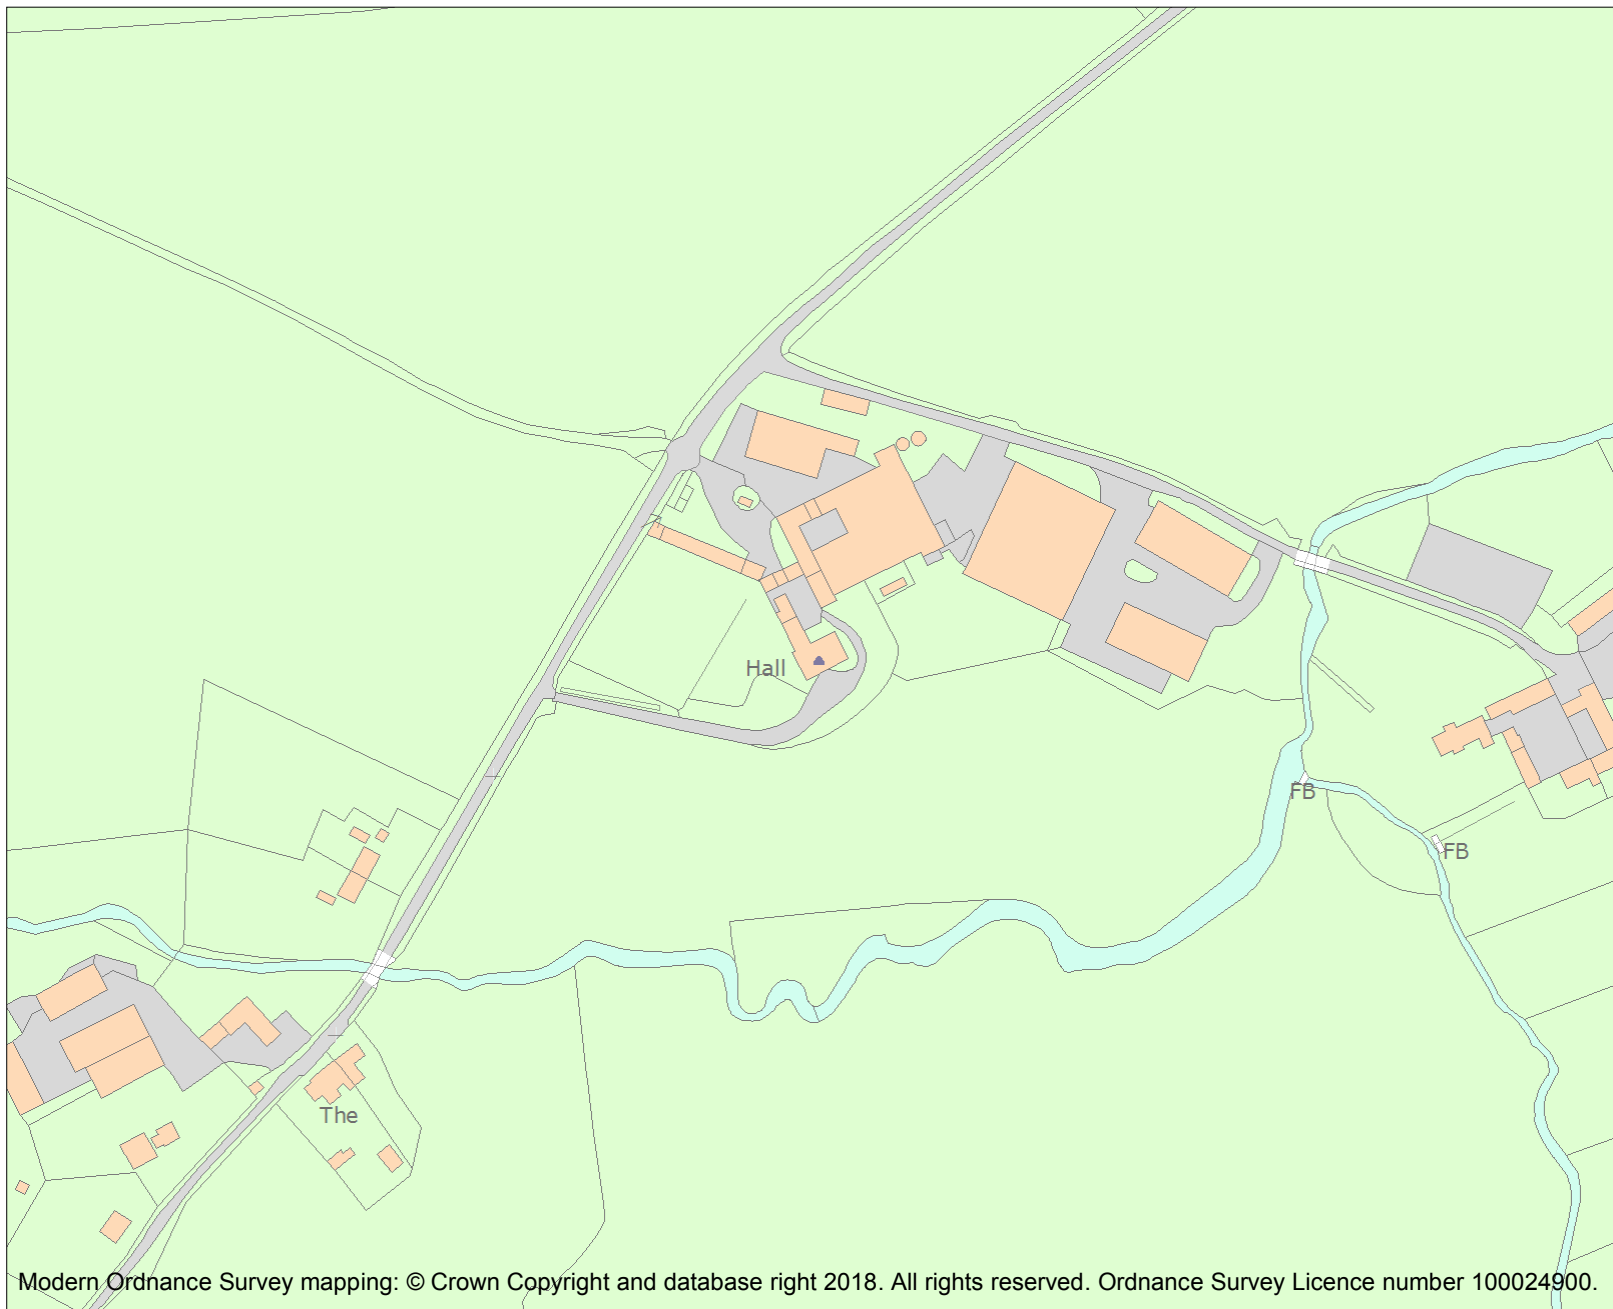 Hall
FB
FB
The
Modern Ordnance Survey mapping: © Crown Copyright and database right 2018. All rights reserved. Ordnance Survey Licence number 100024900.